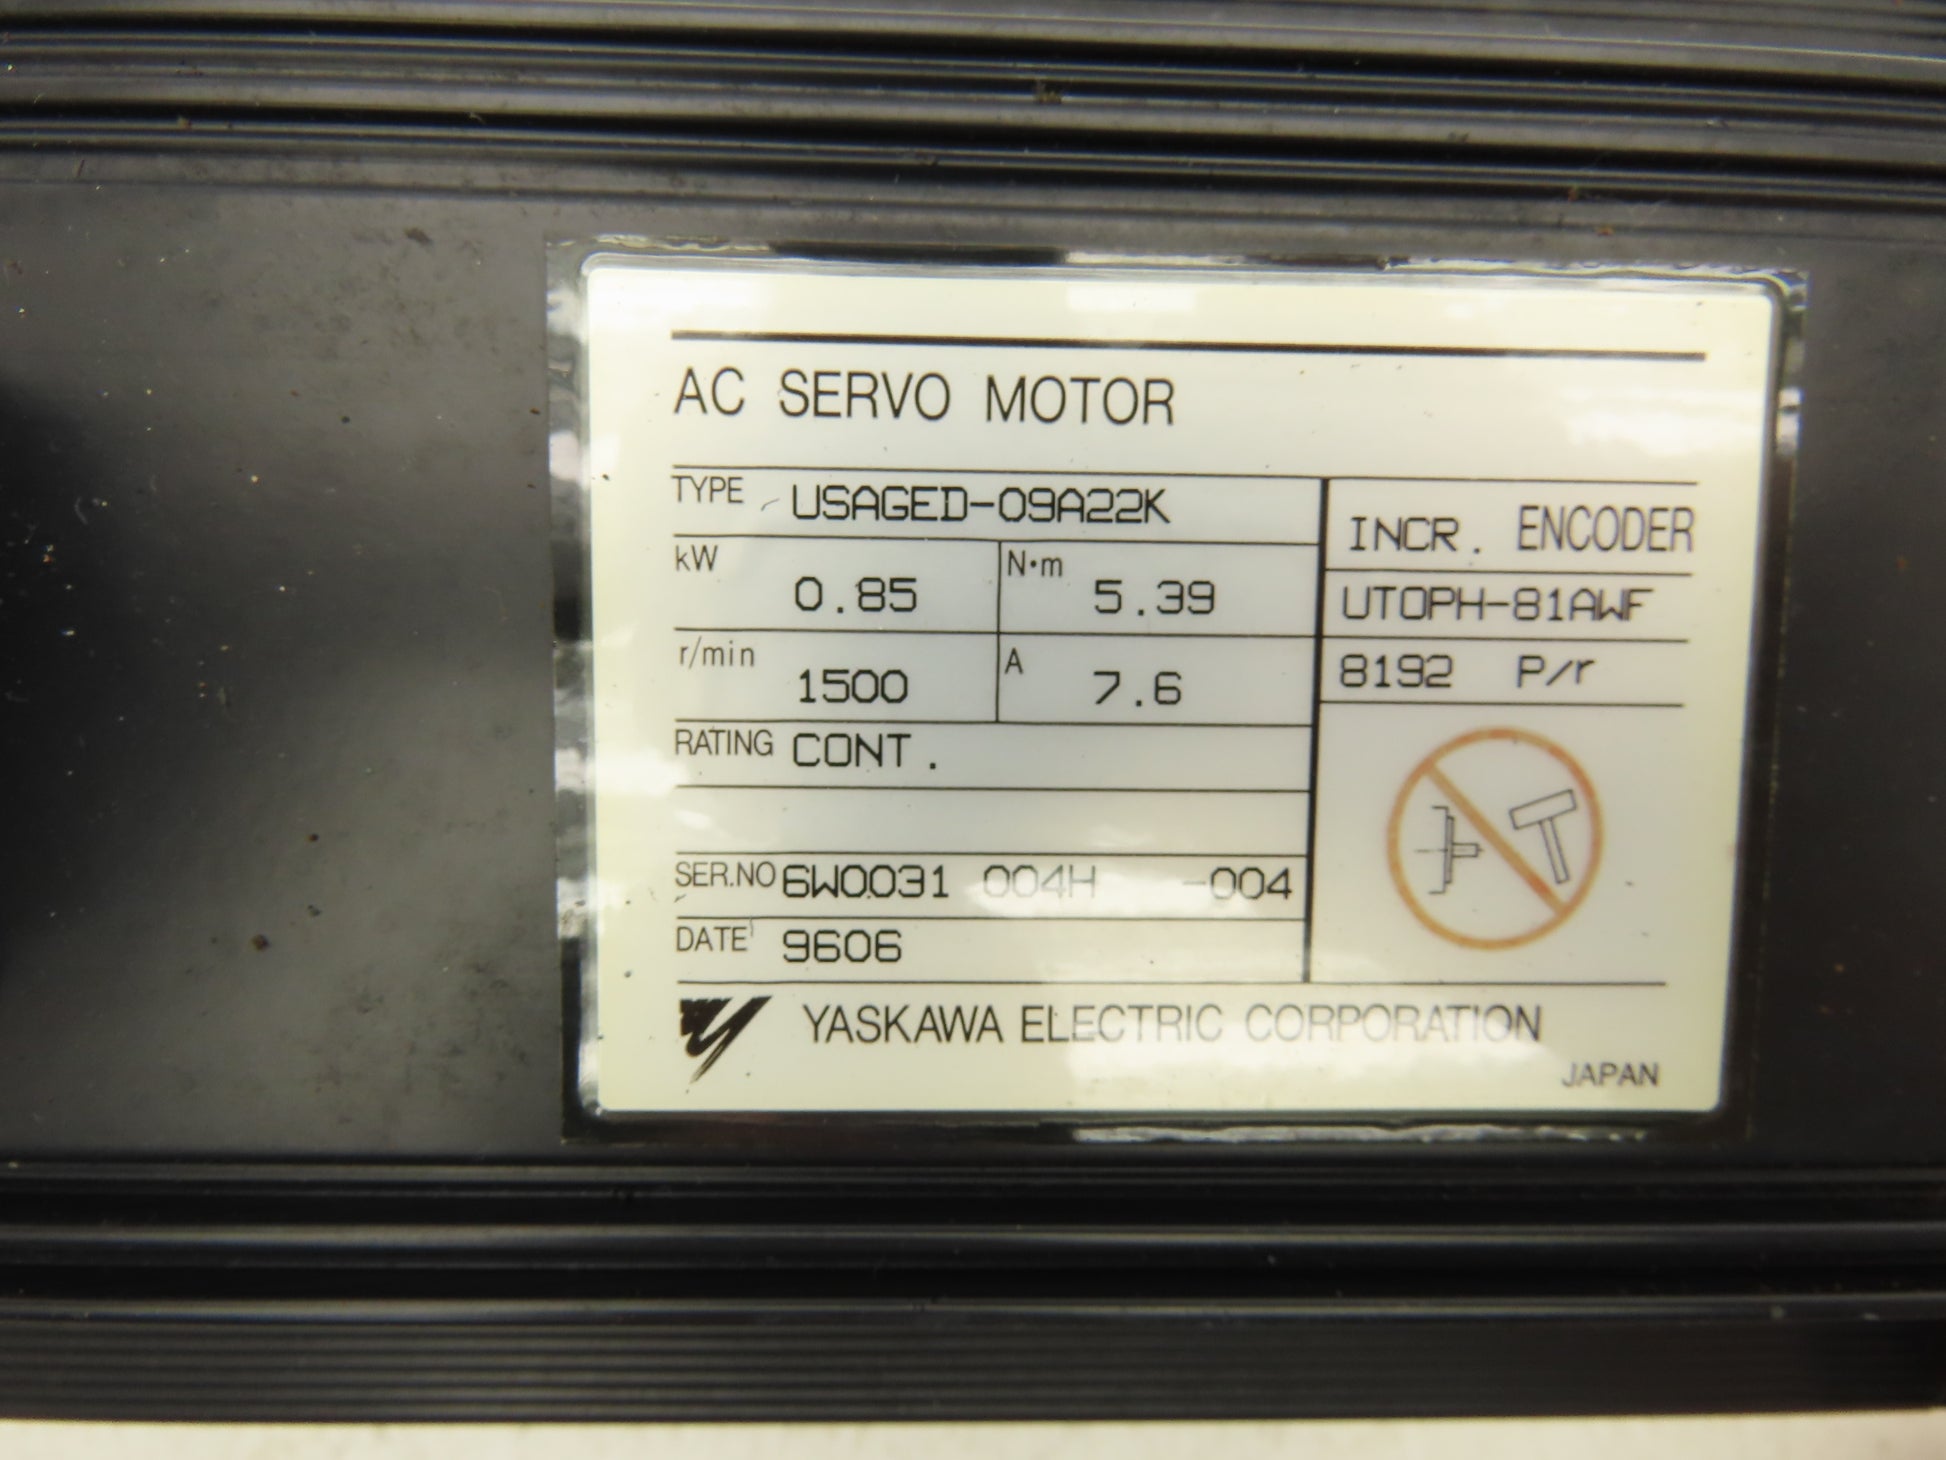 AC SERVO MOTOR
TYPE USAGED-09A22K
kW 0.85 N·m 5.39
r/min 1500 A 7.6
RATING CONT.
SER.NO 6W0031 004H -004
DATE 9606
INCR. ENCODER
UTOPH-81AWF
8192 P/r
YASKAWA ELECTRIC CORPORATION
JAPAN